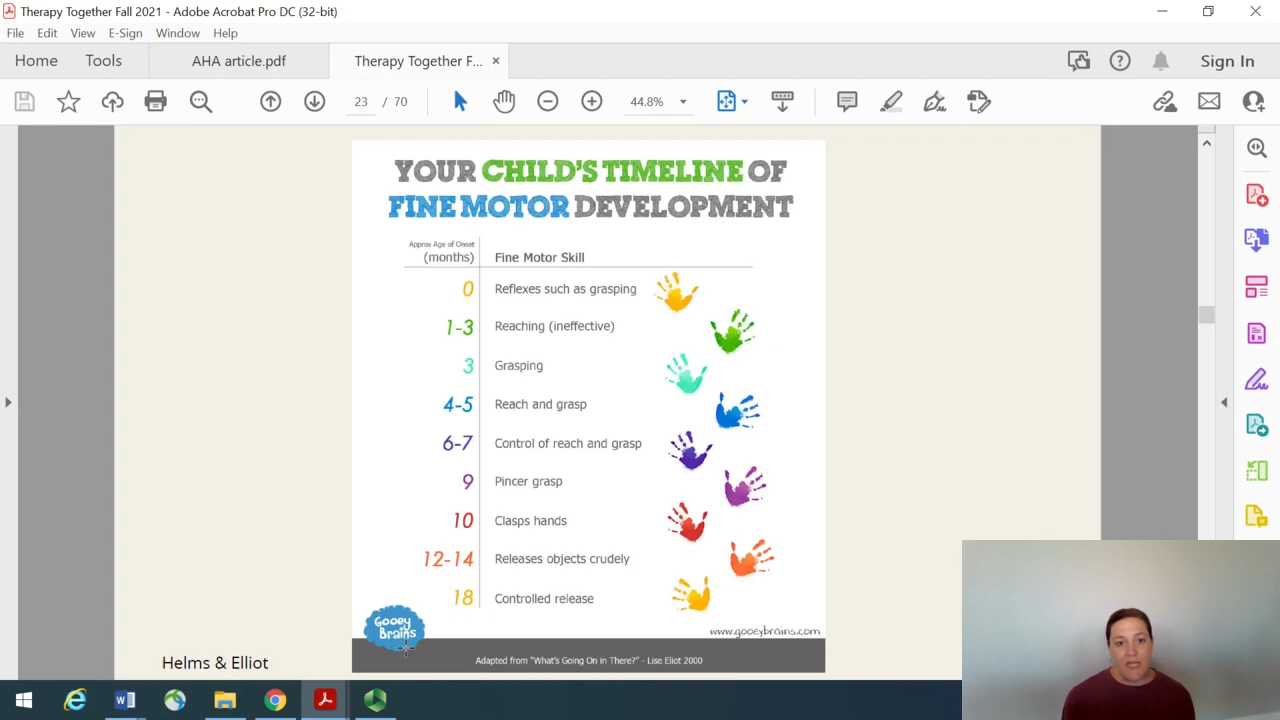 Therapy Together Fall 2021 - Adobe Acrobat Pro DC (32-bit)
File Edit View E-Sign Window Help
Home Tools AHA article.pdf Therapy Together F... × Sign In
23 / 70 44.8%
YOUR CHILD'S TIMELINE OF
FINE MOTOR DEVELOPMENT
Approx Age of Onset
(months) Fine Motor Skill
0 Reflexes such as grasping
1-3 Reaching (ineffective)
3 Grasping
4-5 Reach and grasp
6-7 Control of reach and grasp
9 Pincer grasp
10 Clasps hands
12-14 Releases objects crudely
18 Controlled release
Gooey
Brains
www.gooeybrains.com
Adapted from "What's Going On in There?" - Lise Eliot 2000
Helms & Elliot